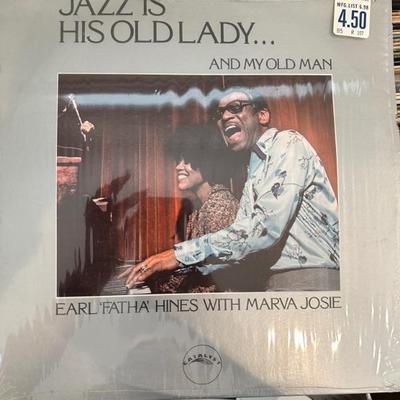 JAZZ IS
HIS OLD LADY...
AND MY OLD MAN
MFG. LIST 6.98
4.50
EARL 'FATHA' HINES WITH MARVA JOSIE
CATALYST